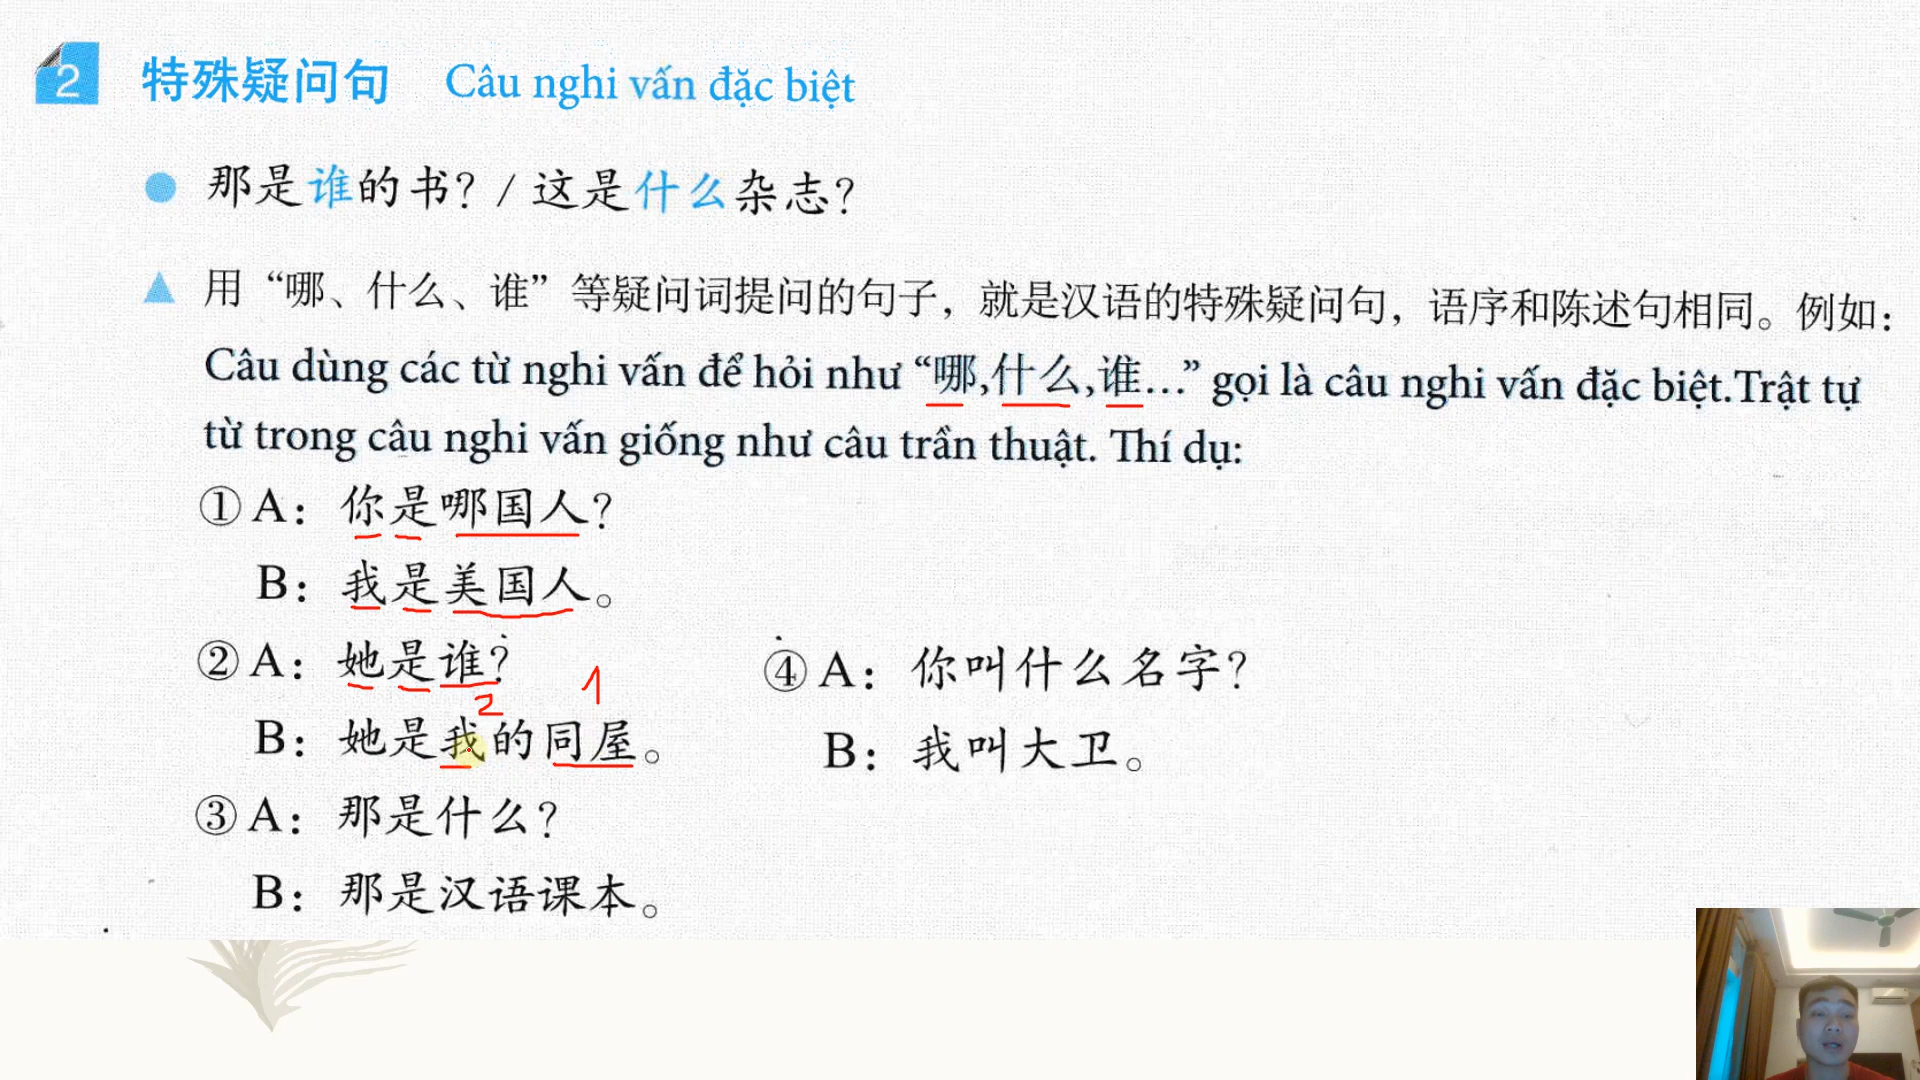 2 特殊疑问句 Câu nghi vấn đặc biệt
那是谁的书? / 这是什么杂志?
用“哪、什么、谁”等疑问词提问的句子，就是汉语的特殊疑问句，语序和陈述句相同。例如：
Câu dùng các từ nghi vấn để hỏi như “哪,什么,谁...” gọi là câu nghi vấn đặc biệt.Trật tự
từ trong câu nghi vấn giống như câu trần thuật. Thí dụ:
① A：你是哪国人?
B：我是美国人。
② A：她是谁?
2 1
B：她是我的同屋。
③ A：那是什么?
B：那是汉语课本。
④ A：你叫什么名字?
B：我叫大卫。